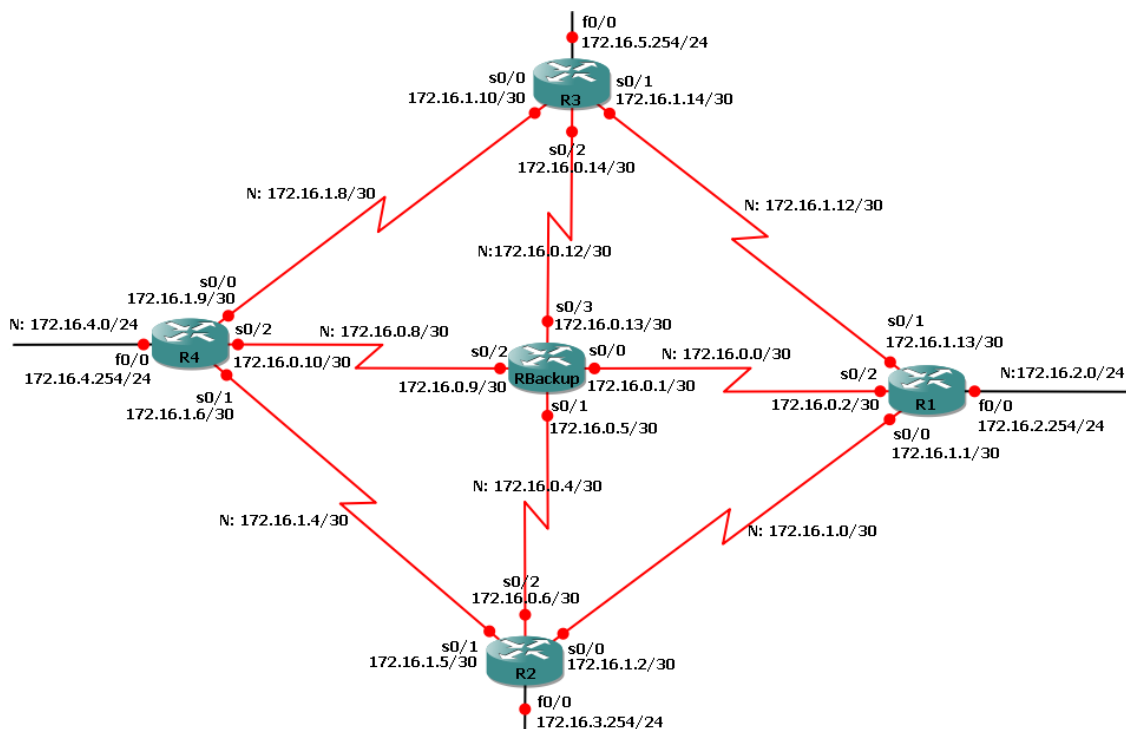 f0/0
172.16.5.254/24
s0/0
172.16.1.10/30
R3
s0/1
172.16.1.14/30
s0/2
172.16.0.14/30
N: 172.16.1.8/30
N: 172.16.1.12/30
N:172.16.0.12/30
s0/0
172.16.1.9/30
N: 172.16.4.0/24
f0/0
172.16.4.254/24
R4
s0/2
172.16.0.10/30
s0/1
172.16.1.6/30
N: 172.16.0.8/30
s0/3
172.16.0.13/30
s0/2
172.16.0.9/30
RBackup
s0/0
172.16.0.1/30
s0/1
172.16.0.5/30
N: 172.16.0.0/30
s0/1
172.16.1.13/30
s0/2
172.16.0.2/30
R1
N:172.16.2.0/24
f0/0
172.16.2.254/24
s0/0
172.16.1.1/30
N: 172.16.0.4/30
N: 172.16.1.4/30
N: 172.16.1.0/30
s0/2
172.16.0.6/30
s0/1
172.16.1.5/30
R2
s0/0
172.16.1.2/30
f0/0
172.16.3.254/24